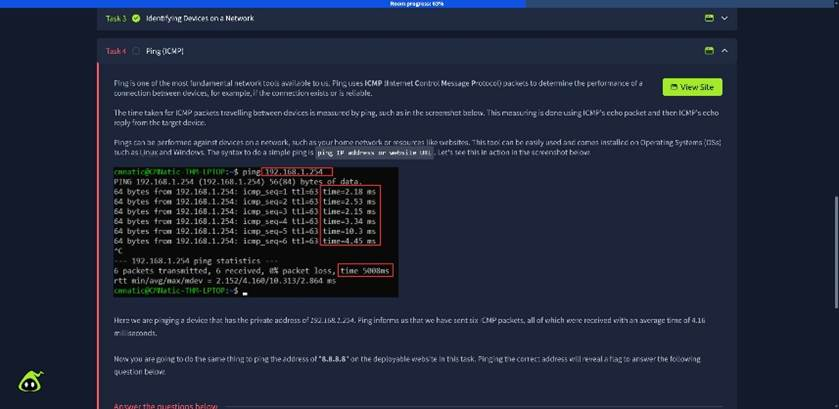 Room progress: 63%
Task 3 Identifying Devices on a Network
Task 4 Ping (ICMP)
Ping is one of the most fundamental network tools available to us. Ping uses ICMP (Internet Control Message Protocol) packets to determine the performance of a
connection between devices, for example, if the connection exists or is reliable.
View Site
The time taken for ICMP packets travelling between devices is measured by ping, such as in the screenshot below. This measuring is done using ICMP's echo packet and then ICMP's echo
reply from the target device.
Pings can be performed against devices on a network, such as your home network or resources like websites. This tool can be easily used and comes installed on Operating Systems (OSs)
such as Linux and Windows. The syntax to do a simple ping is ping IP address or website URL. Let's see this in action in the screenshot below.
cmnatic@CMNatic-THM-LPTOP:~$ ping 192.168.1.254
PING 192.168.1.254 (192.168.1.254) 56(84) bytes of data.
64 bytes from 192.168.1.254: icmp_seq=1 ttl=63 time=2.18 ms
64 bytes from 192.168.1.254: icmp_seq=2 ttl=63 time=2.53 ms
64 bytes from 192.168.1.254: icmp_seq=3 ttl=63 time=2.15 ms
64 bytes from 192.168.1.254: icmp_seq=4 ttl=63 time=3.34 ms
64 bytes from 192.168.1.254: icmp_seq=5 ttl=63 time=10.3 ms
64 bytes from 192.168.1.254: icmp_seq=6 ttl=63 time=4.45 ms
^C
--- 192.168.1.254 ping statistics ---
6 packets transmitted, 6 received, 0% packet loss, time 5008ms
rtt min/avg/max/mdev = 2.152/4.160/10.313/2.864 ms
cmnatic@CMNatic-THM-LPTOP:~$
Here we are pinging a device that has the private address of 192.168.1.254. Ping informs us that we have sent six ICMP packets, all of which were received with an average time of 4.16
milliseconds.
Now you are going to do the same thing to ping the address of "8.8.8.8" on the deployable website in this task. Pinging the correct address will reveal a flag to answer the following
question below:
Answer the questions below